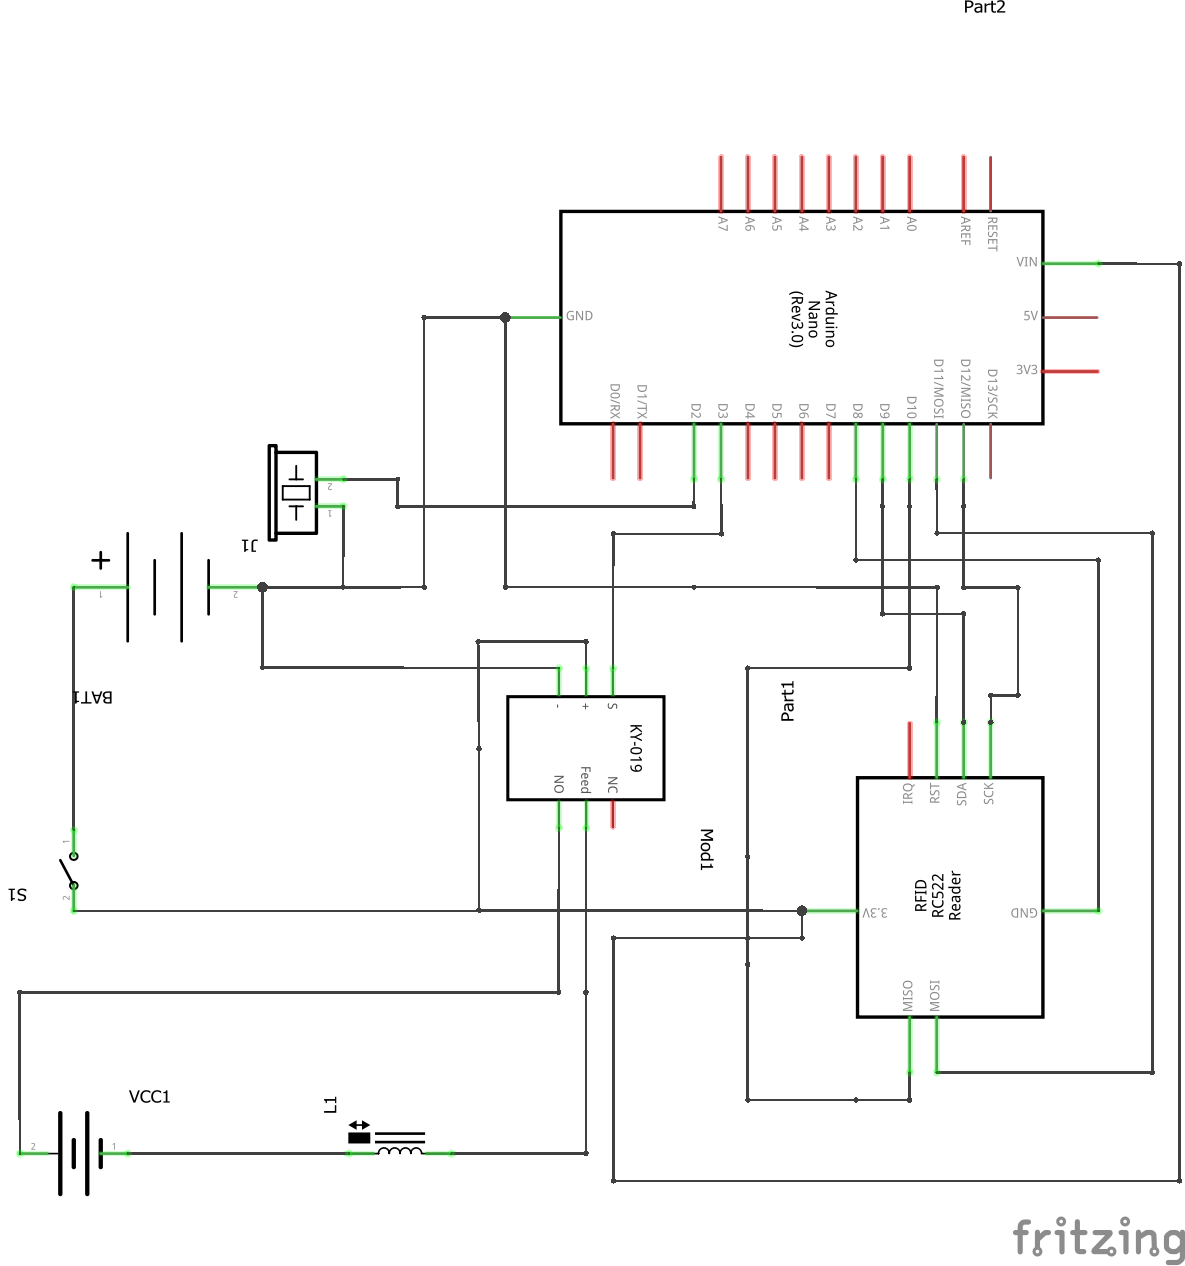 Part2
A7
A6
A5
A4
A3
A2
A1
A0
AREF
RESET
VIN
GND
Arduino
Nano
(Rev3.0)
5V
3V3
D0/RX
D1/TX
D2
D3
D4
D5
D6
D7
D8
D9
D10
D11/MOSI
D12/MISO
D13/SCK
2
1
J1
+
1
2
BAT1
-
+
S
KY-019
NO
Feed
NC
Part1
IRQ
RST
SDA
SCK
Mod1
1
S1
2
RFID
RC522
Reader
3.3V
GND
MISO
MOSI
VCC1
L1
2
1
fritzing